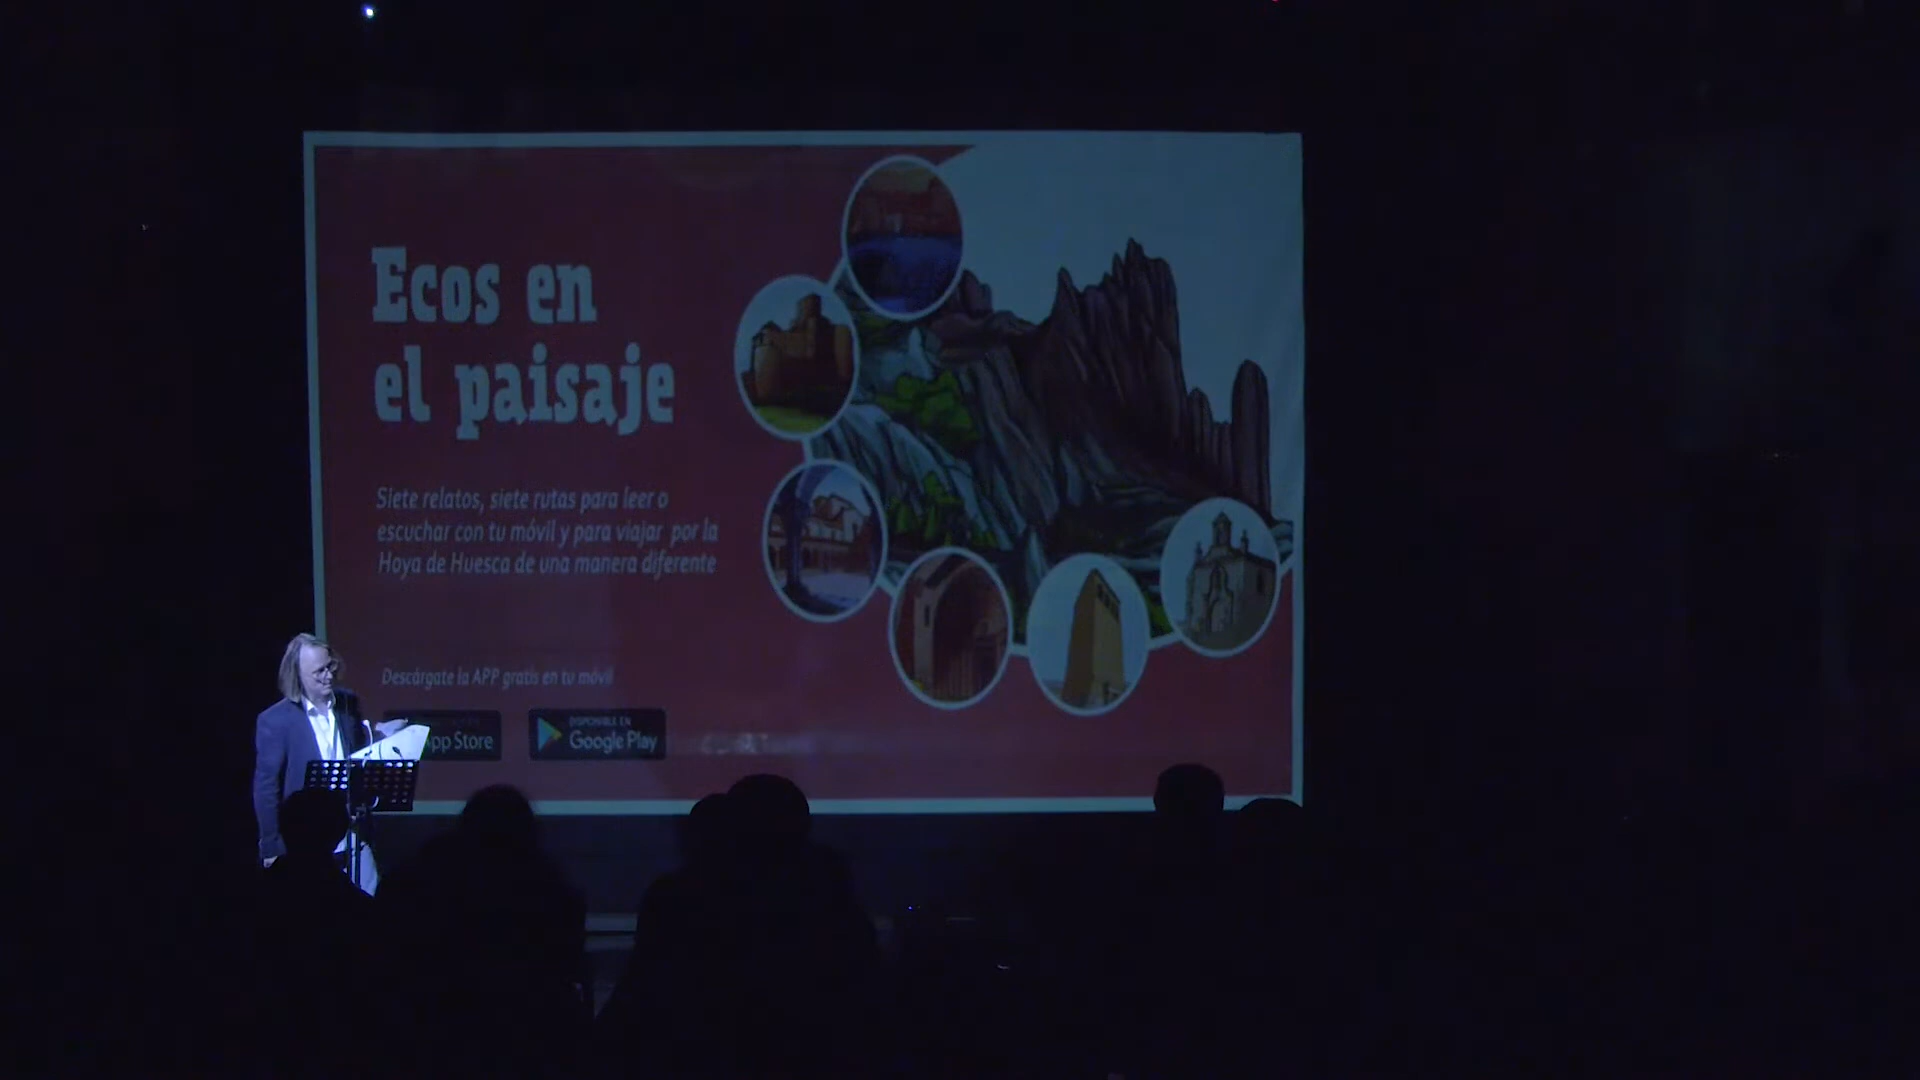 Ecos en
el paisaje
Siete relatos, siete rutas para leer o
escuchar con tu móvil y para viajar por la
Hoya de Huesca de una manera diferente
Descárgate la APP gratis en tu móvil
App Store
DISPONIBLE EN
Google Play